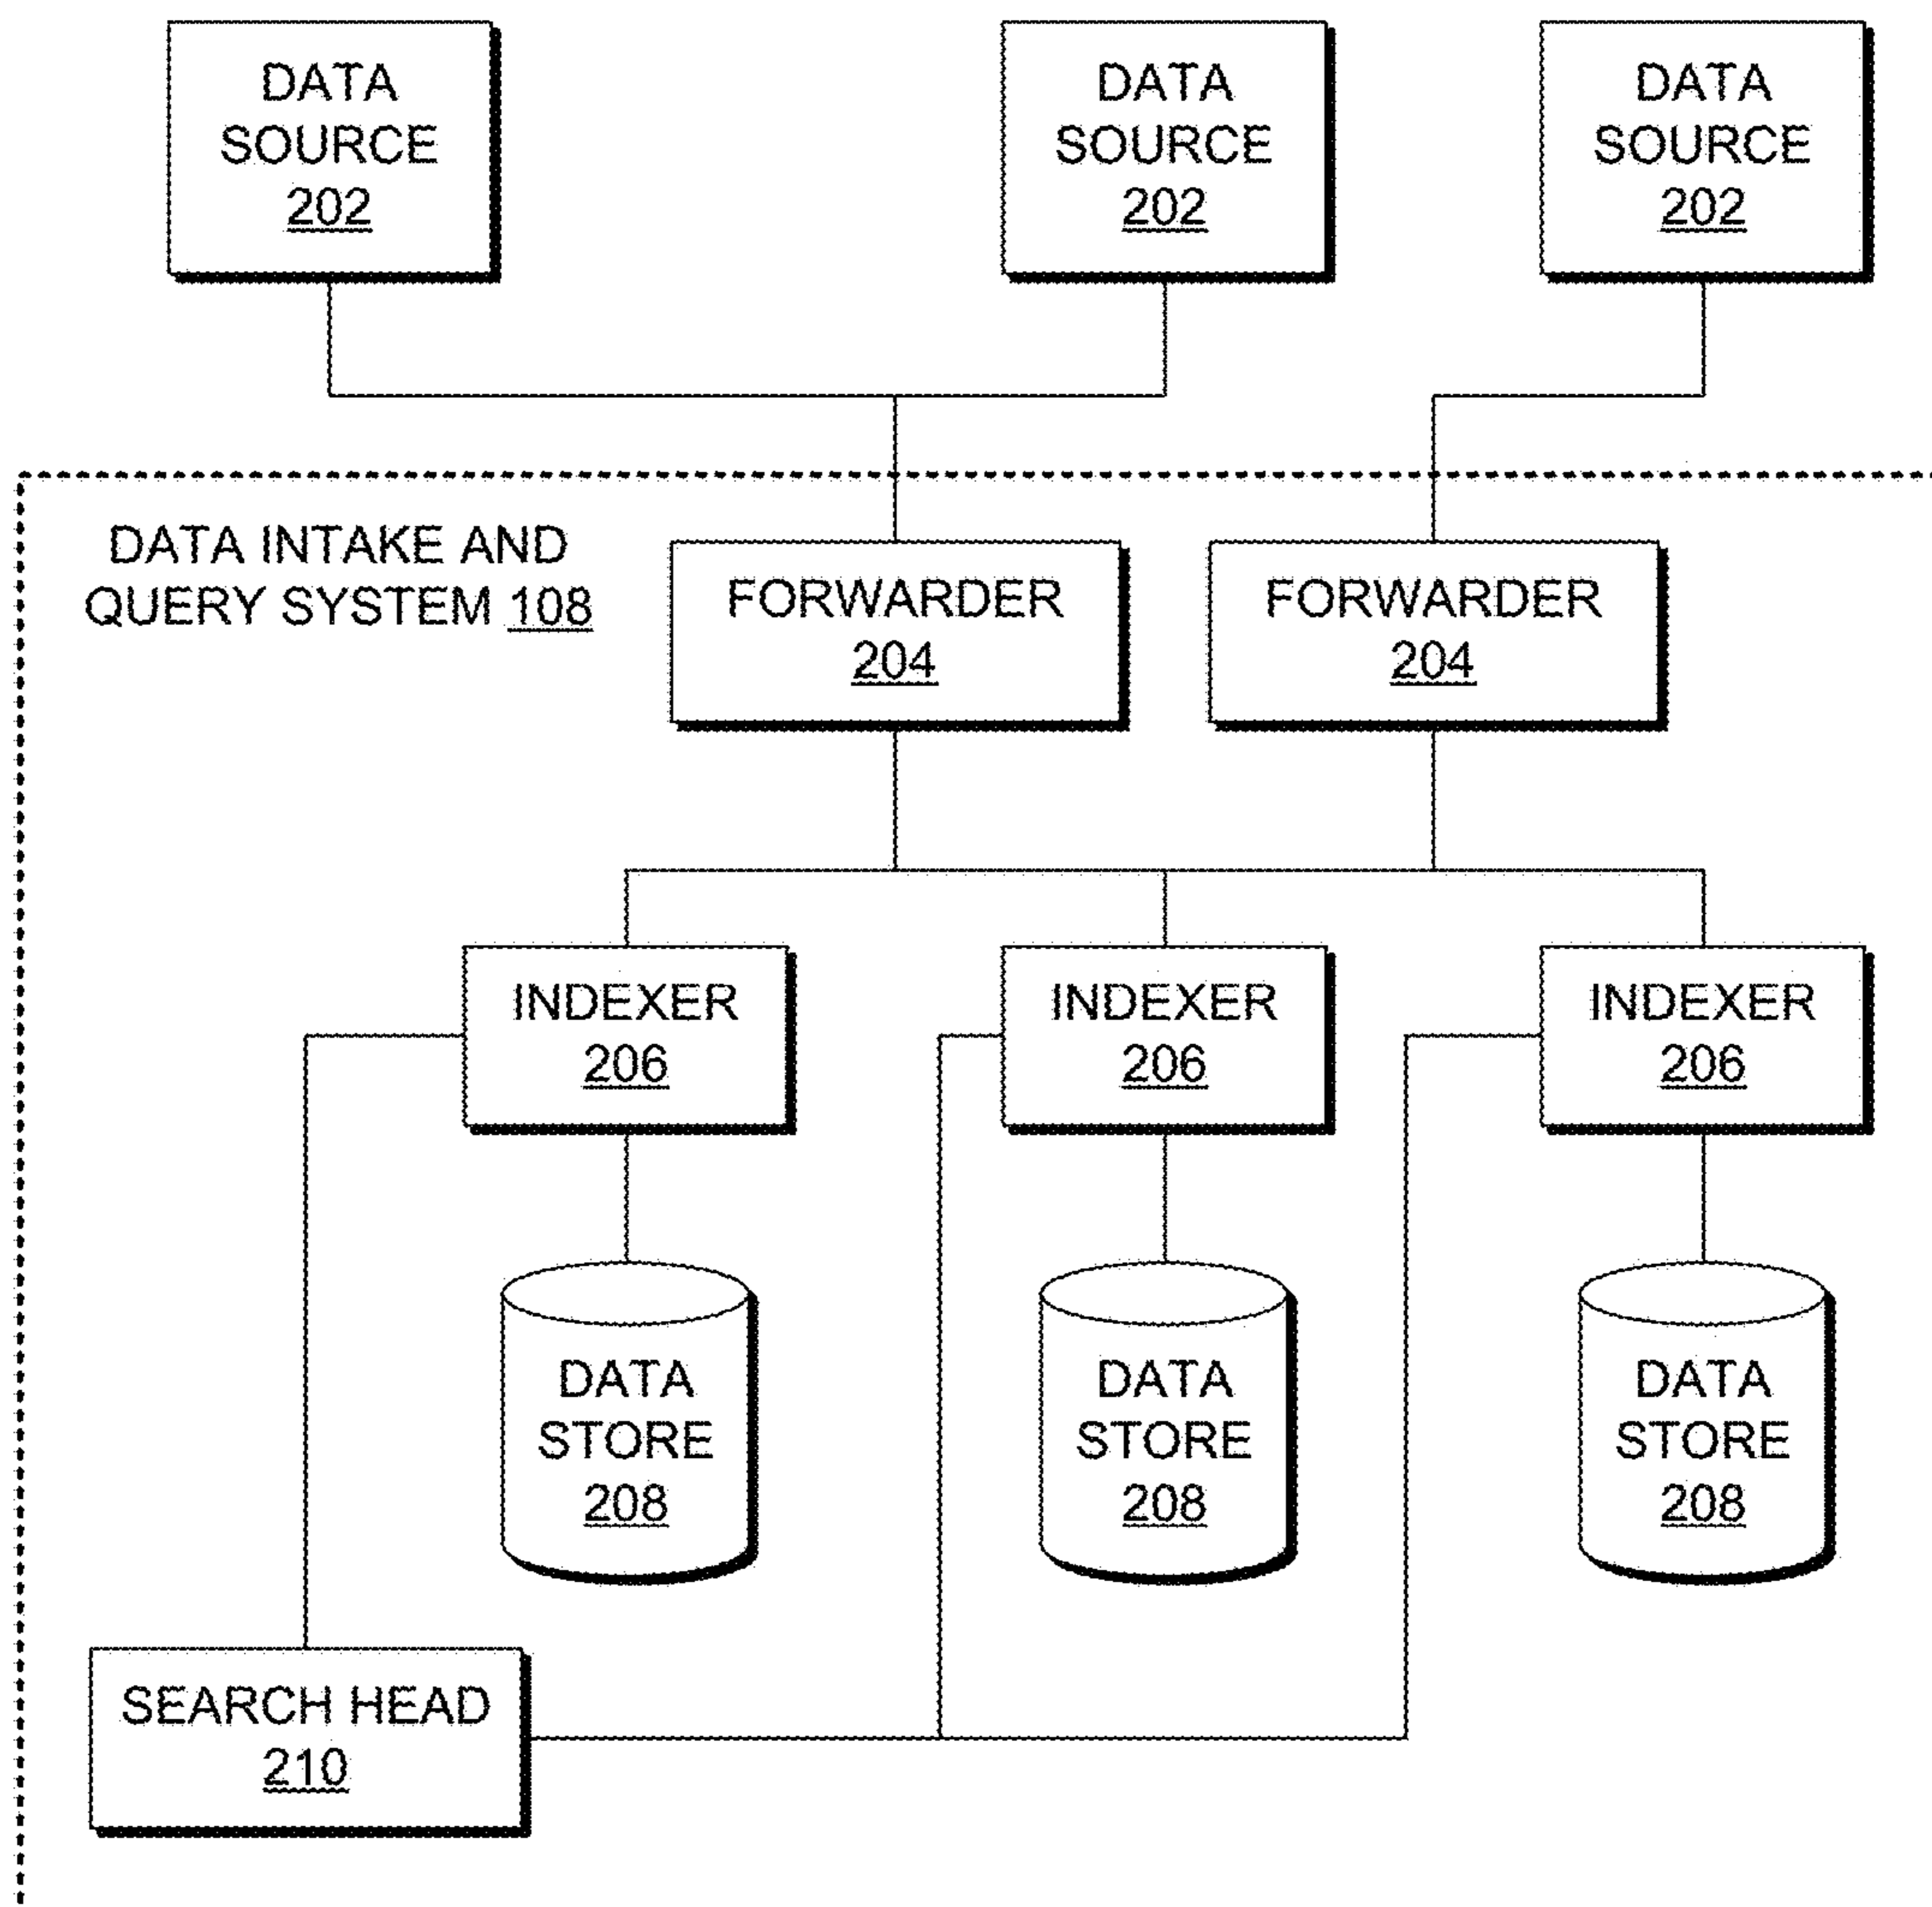 DATA
SOURCE
202
DATA
SOURCE
202
DATA
SOURCE
202
DATA INTAKE AND
QUERY SYSTEM 108
FORWARDER
204
FORWARDER
204
INDEXER
206
INDEXER
206
INDEXER
206
DATA
STORE
208
DATA
STORE
208
DATA
STORE
208
SEARCH HEAD
210